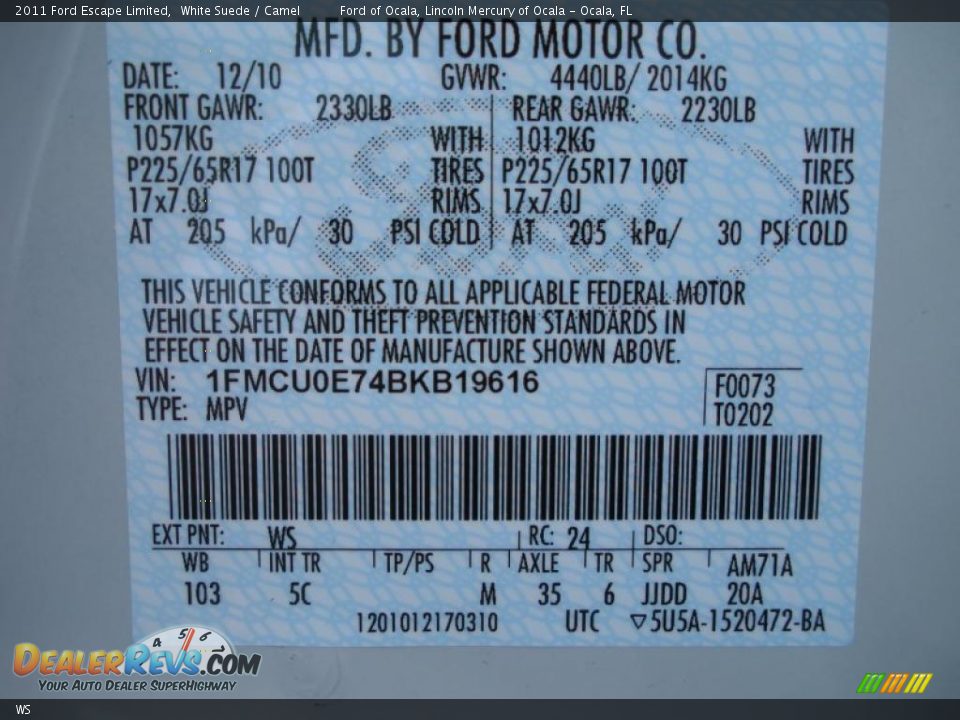 2011 Ford Escape Limited, White Suede / Camel Ford of Ocala, Lincoln Mercury of Ocala - Ocala, FL
MFD. BY FORD MOTOR CO.
DATE: 12/10 GVWR: 4440LB/ 2014KG
FRONT GAWR: 2330LB REAR GAWR: 2230LB
1057KG WITH 1012KG WITH
P225/65R17 100T TIRES P225/65R17 100T TIRES
17x7.0J RIMS 17x7.0J RIMS
AT 205 kPa/ 30 PSI COLD AT 205 kPa/ 30 PSI COLD
THIS VEHICLE CONFORMS TO ALL APPLICABLE FEDERAL MOTOR
VEHICLE SAFETY AND THEFT PREVENTION STANDARDS IN
EFFECT ON THE DATE OF MANUFACTURE SHOWN ABOVE.
VIN: 1FMCU0E74BKB19616 F0073
TYPE: MPV T0202
EXT PNT: WS RC: 24 DSO:
WB INT TR TP/PS R AXLE TR SPR AM71A
103 5C M 35 6 JJDD 20A
1201012170310 UTC ▽5U5A-1520472-BA
4 5 6
DEALERREVS.COM
YOUR AUTO DEALER SUPERHIGHWAY
WS